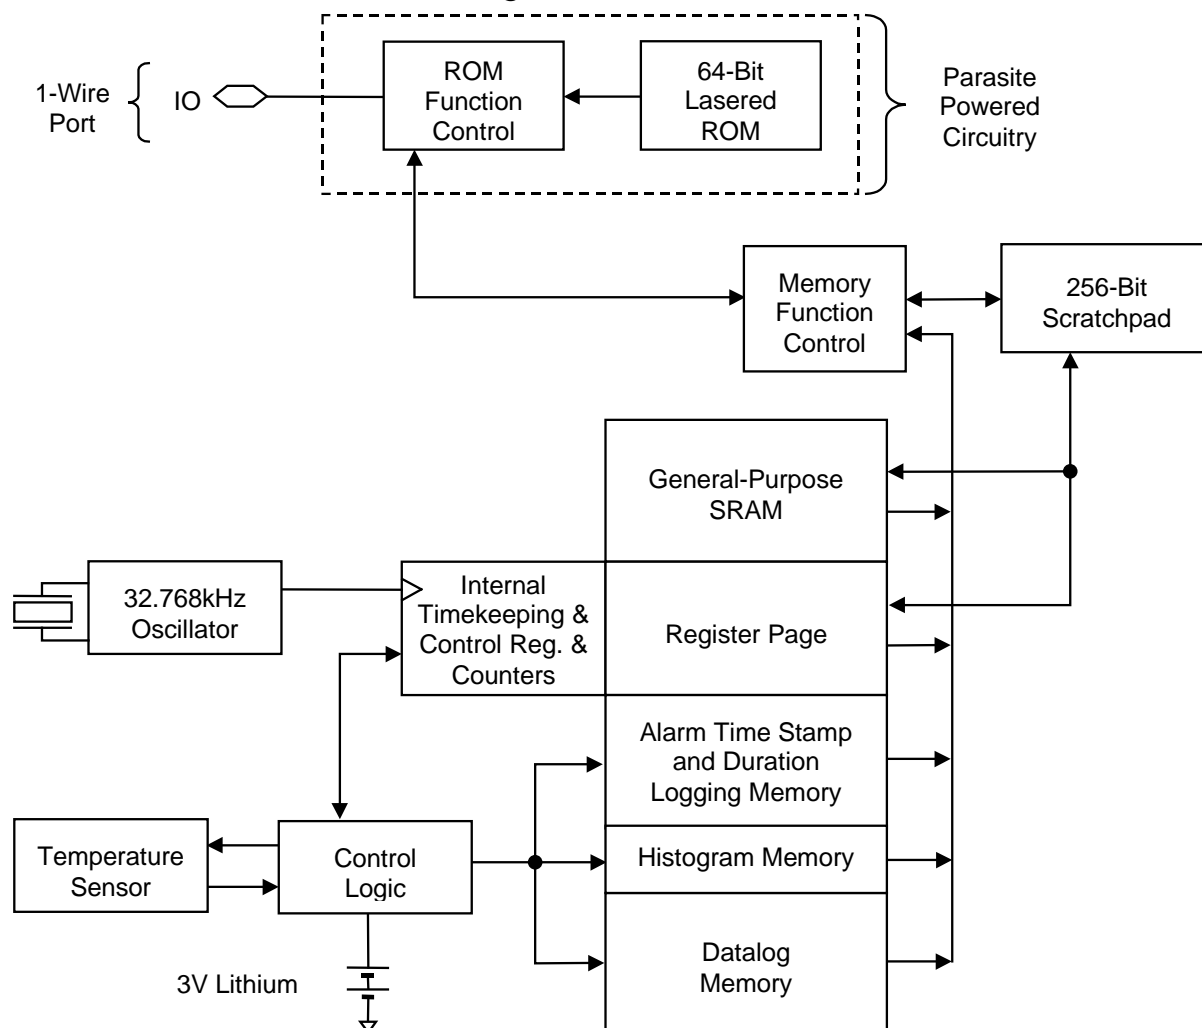 1-Wire
Port
IO
ROM
Function
Control
64-Bit
Lasered
ROM
Parasite
Powered
Circuitry
Memory
Function
Control
256-Bit
Scratchpad
General-Purpose
SRAM
32.768kHz
Oscillator
Internal
Timekeeping &
Control Reg. &
Counters
Register Page
Alarm Time Stamp
and Duration
Logging Memory
Temperature
Sensor
Control
Logic
Histogram Memory
Datalog
Memory
3V Lithium